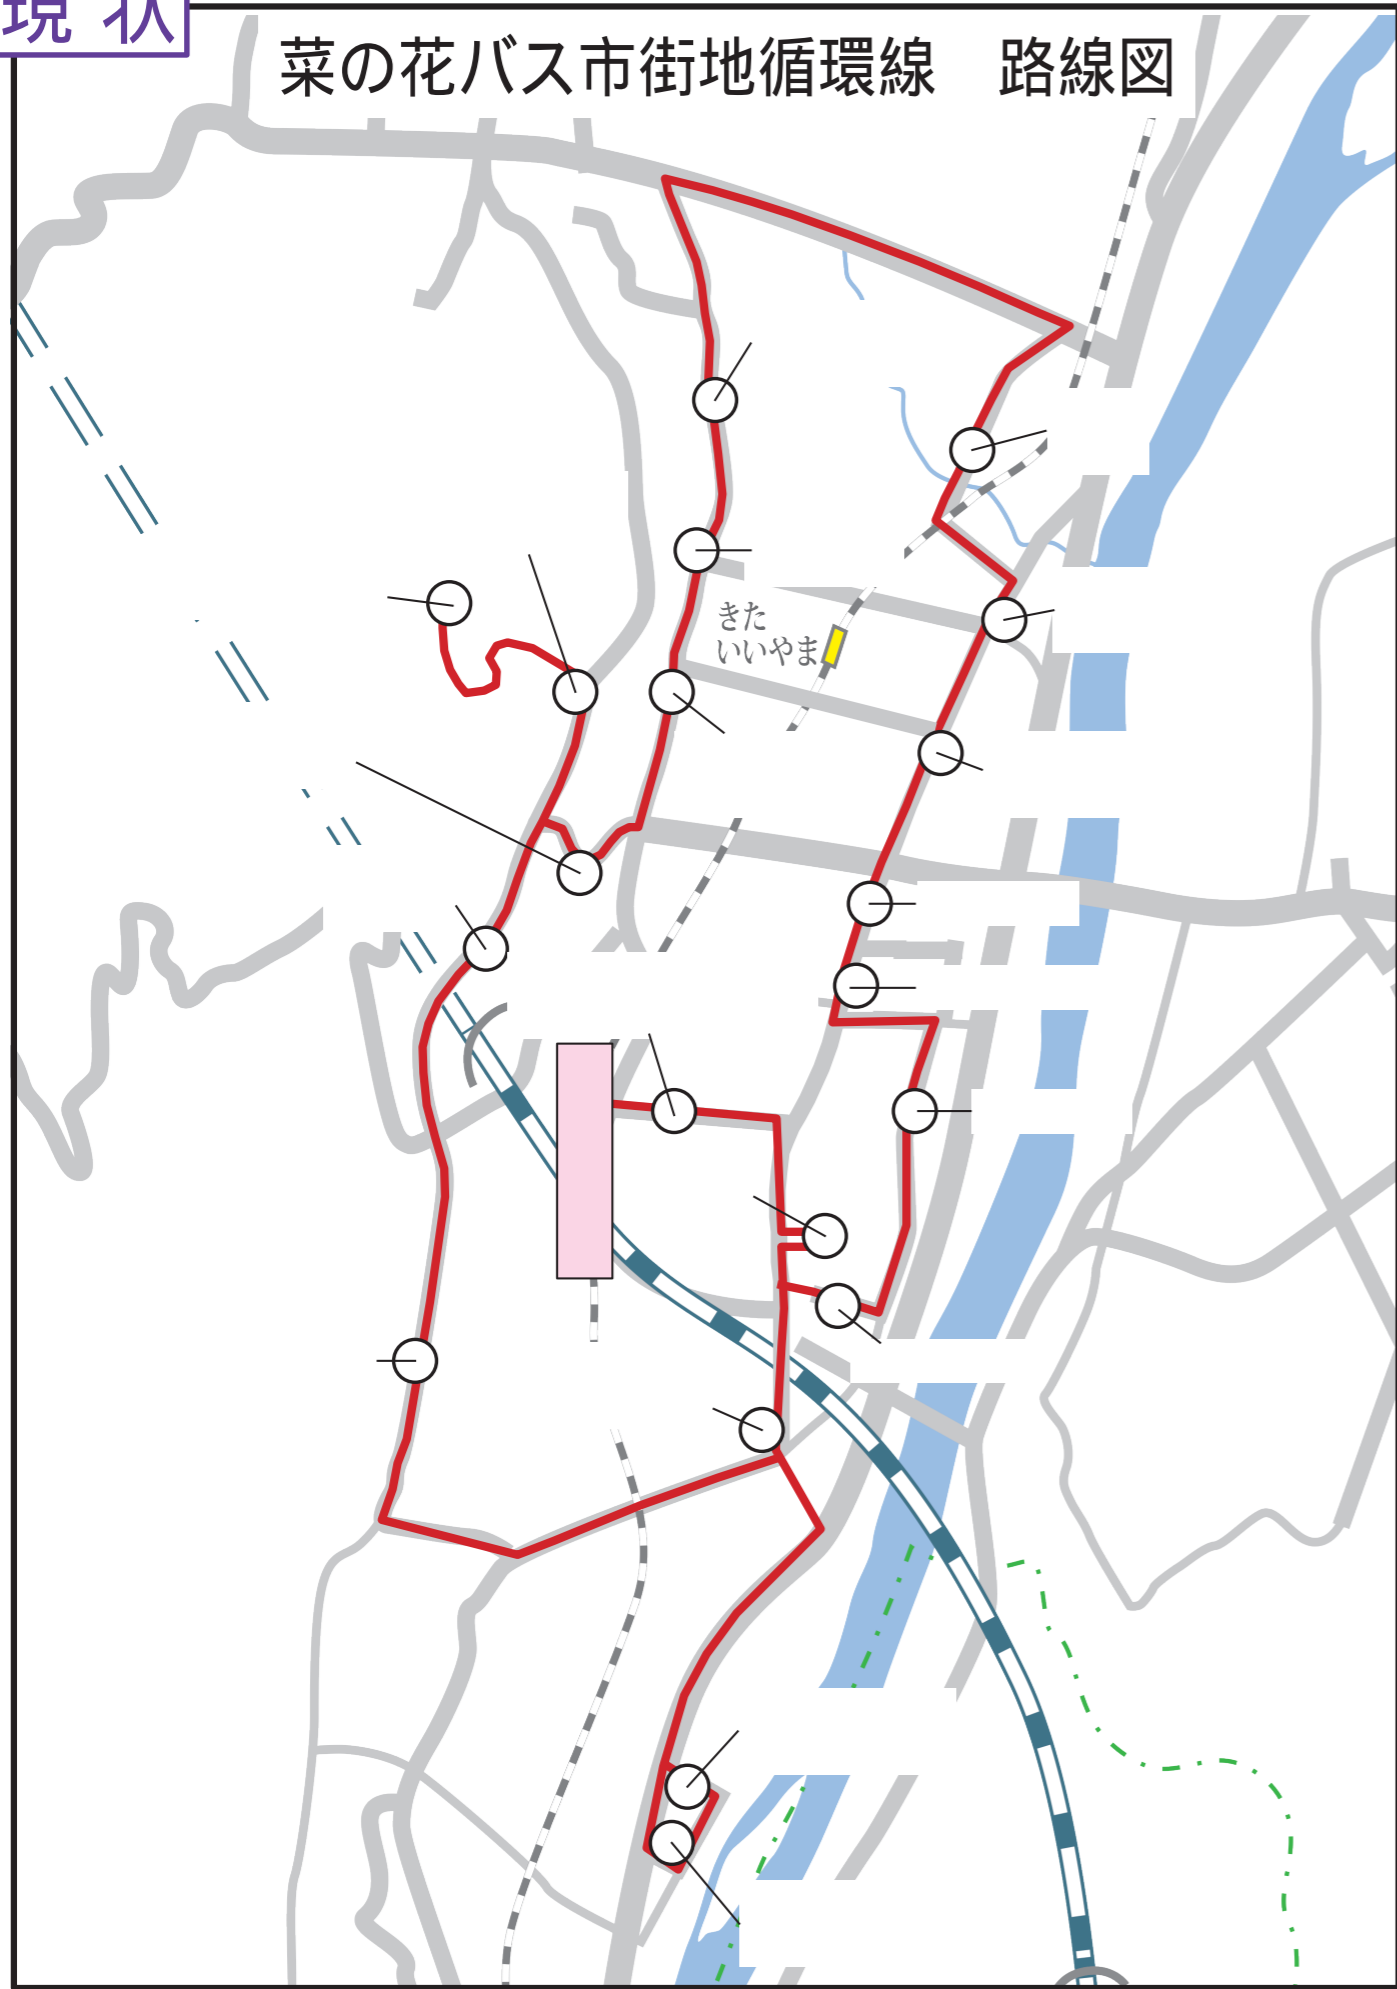 現状
菜の花バス市街地循環線　路線図
きた
いいやま